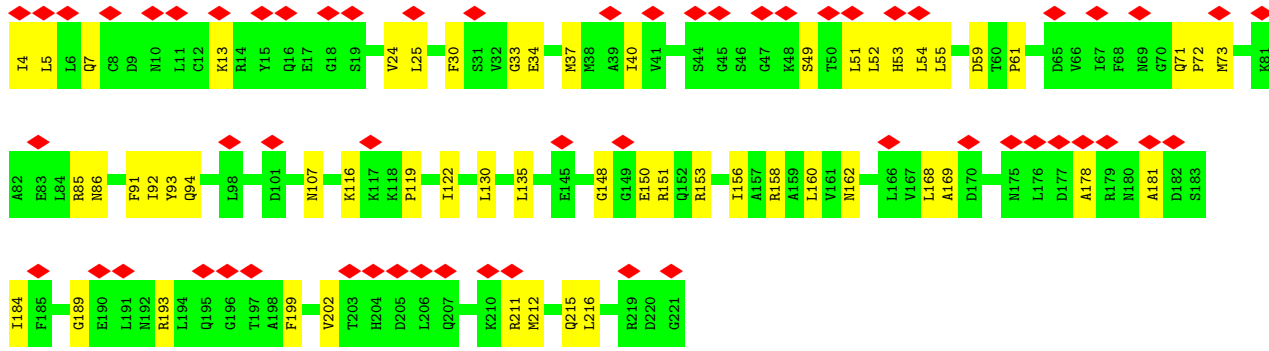 I4 L5 L6 Q7 C8 D9 N10 L11 C12 K13 R14 Y15 Q16 E17 G18 S19 V24 L25 F30 S31 V32 G33 E34 M37 M38 A39 I40 V41 S44 G45 S46 G47 K48 S49 T50 L51 L52 H53 L54 L55 D59 T60 P61 D65 V66 I67 F68 N69 G70 Q71 P72 M73 K81
A82 E83 L84 R85 N86 F91 I92 Y93 Q94 L98 D101 N107 K116 K117 K118 P119 I122 L130 L135 E145 G148 G149 E150 R151 Q152 R153 I156 A157 R158 A159 L160 V161 N162 L166 V167 L168 A169 D170 N175 L176 D177 A178 R179 N180 A181 D182 S183
I184 F185 G189 E190 L191 N192 R193 L194 Q195 G196 T197 A198 F199 V202 T203 H204 D205 L206 Q207 K210 R211 M212 Q215 L216 R219 D220 G221